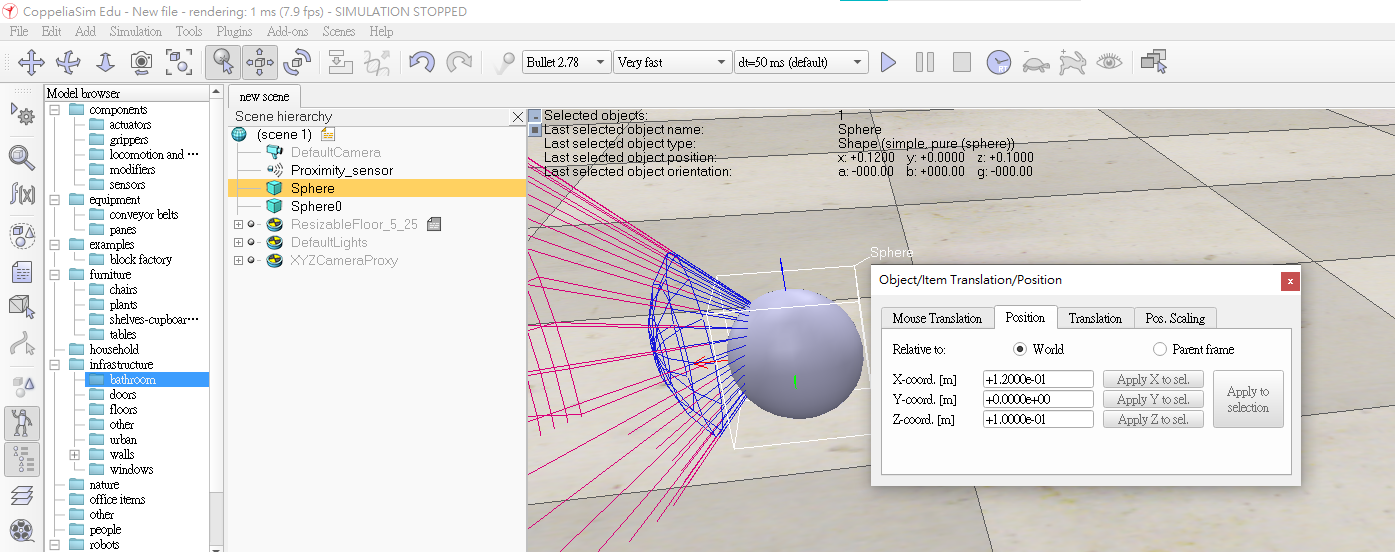 CoppeliaSim Edu - New file - rendering: 1 ms (7.9 fps) - SIMULATION STOPPED
File Edit Add Simulation Tools Plugins Add-ons Scenes Help
Bullet 2.78 Very fast dt=50 ms (default) RT
Model browser
components
actuators
grippers
locomotion and ···
modifiers
sensors
equipment
conveyor belts
panes
examples
block factory
furniture
chairs
plants
shelves-cupboar···
tables
household
infrastructure
bathroom
doors
floors
other
urban
walls
windows
nature
office items
other
people
robots
f(x)
new scene
Scene hierarchy
(scene 1)
DefaultCamera
Proximity_sensor
Sphere
Sphere0
ResizableFloor_5_25
DefaultLights
XYZCameraProxy
Selected objects: 1
Last selected object name: Sphere
Last selected object type: Shape (simple, pure (sphere))
Last selected object position: x: +0.1200 y: +0.0000 z: +0.1000
Last selected object orientation: a: -000.00 b: +000.00 g: -000.00
Sphere
Object/Item Translation/Position x
Mouse Translation Position Translation Pos. Scaling
Relative to: World Parent frame
X-coord. [m] +1.2000e-01 Apply X to sel.
Y-coord. [m] +0.0000e+00 Apply Y to sel.
Z-coord. [m] +1.0000e-01 Apply Z to sel.
Apply to
selection